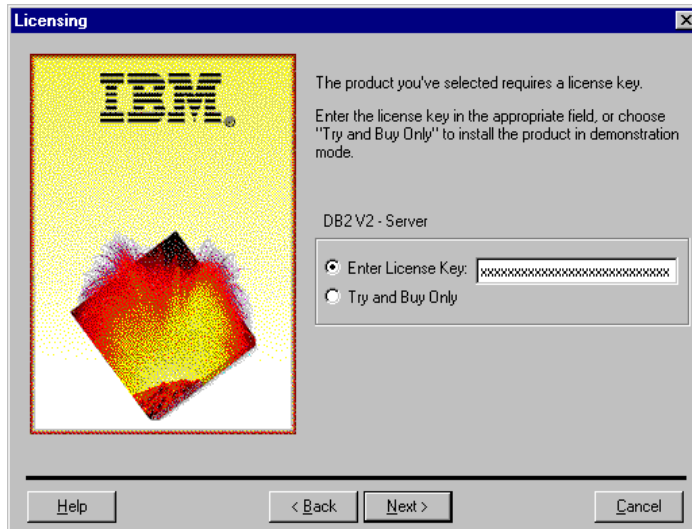 Licensing
IBM®
The product you've selected requires a license key.
Enter the license key in the appropriate field, or choose
"Try and Buy Only" to install the product in demonstration
mode.
DB2 V2 - Server
Enter License Key: xxxxxxxxxxxxxxxxxxxxxxxxxxxx
Try and Buy Only
Help < Back Next > Cancel